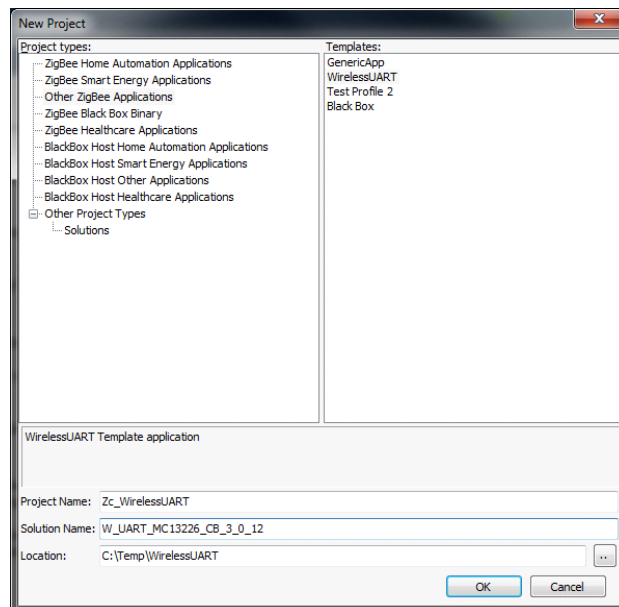 New Project
Project types:
ZigBee Home Automation Applications
ZigBee Smart Energy Applications
Other ZigBee Applications
ZigBee Black Box Binary
ZigBee Healthcare Applications
BlackBox Host Home Automation Applications
BlackBox Host Smart Energy Applications
BlackBox Host Other Applications
BlackBox Host Healthcare Applications
Other Project Types
Solutions
Templates:
GenericApp
WirelessUART
Test Profile 2
Black Box
WirelessUART Template application
Project Name: Zc_WirelessUART
Solution Name: W_UART_MC13226_CB_3_0_12
Location: C:\Temp\WirelessUART ..
OK Cancel